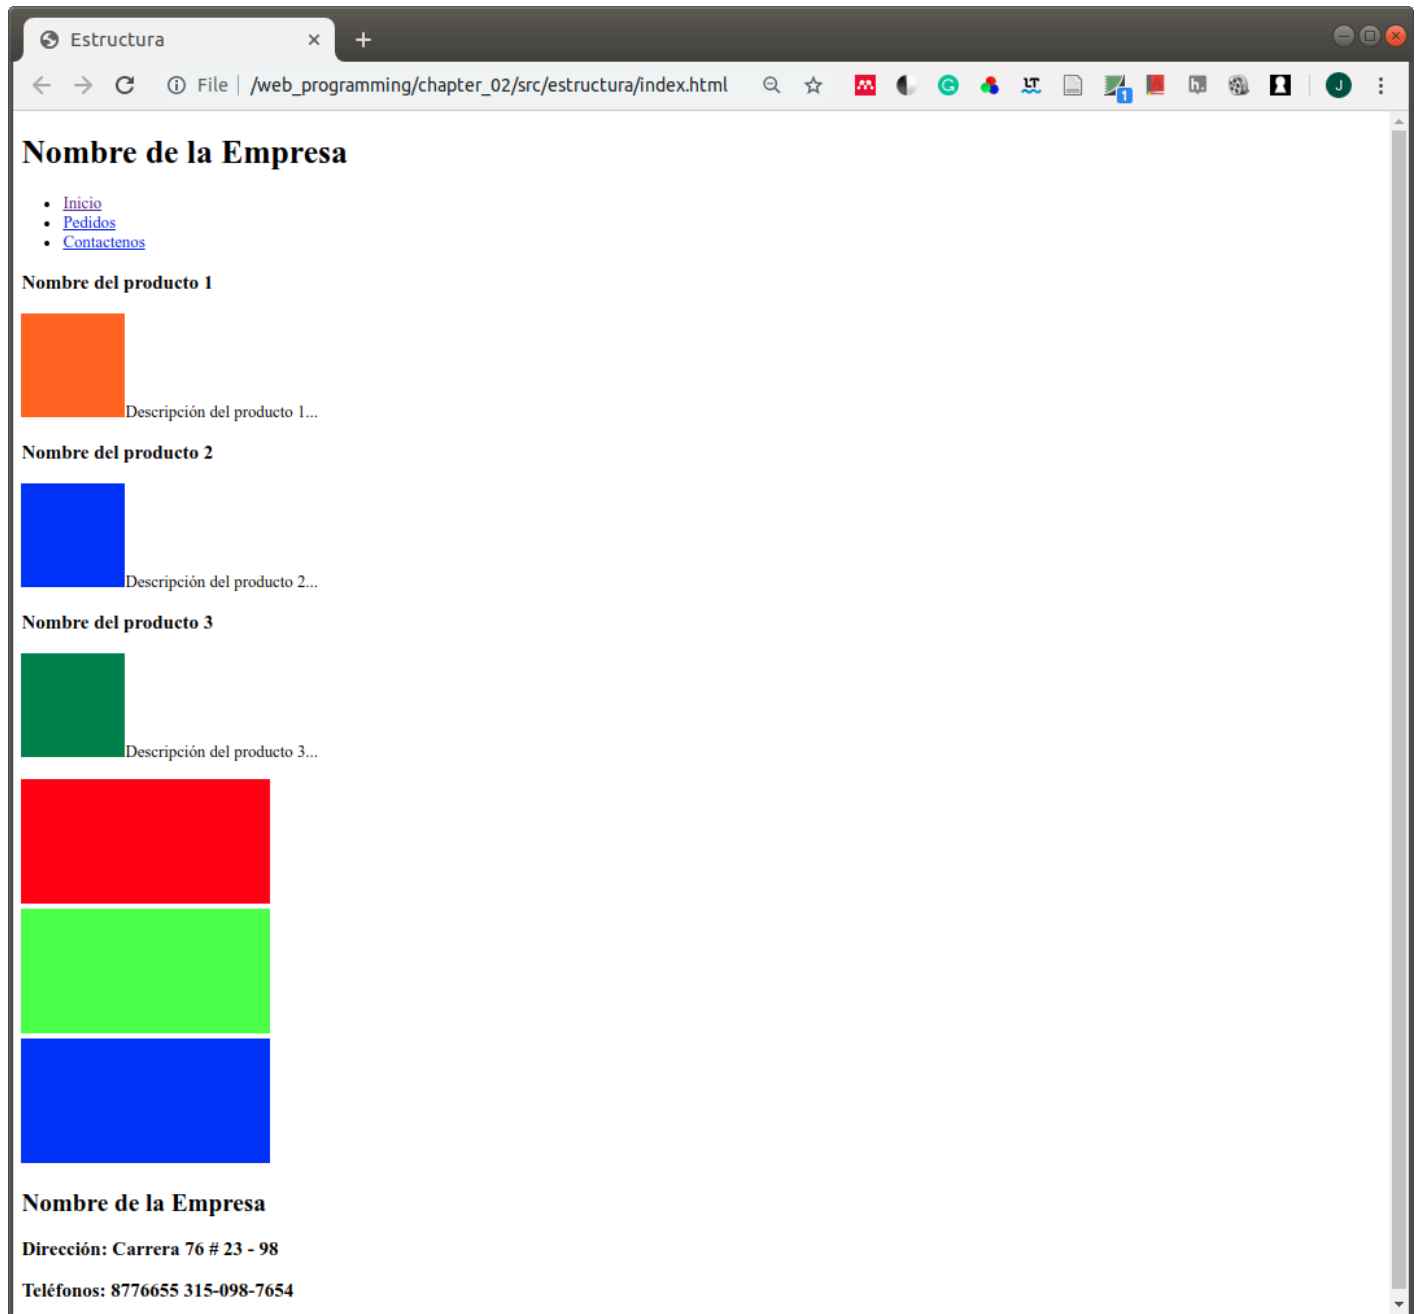 Estructura
File | /web_programming/chapter_02/src/estructura/index.html
LT
1
h.
J
Nombre de la Empresa
Inicio
Pedidos
Contactenos
Nombre del producto 1
Descripción del producto 1...
Nombre del producto 2
Descripción del producto 2...
Nombre del producto 3
Descripción del producto 3...
Nombre de la Empresa
Dirección: Carrera 76 # 23 - 98
Teléfonos: 8776655 315-098-7654